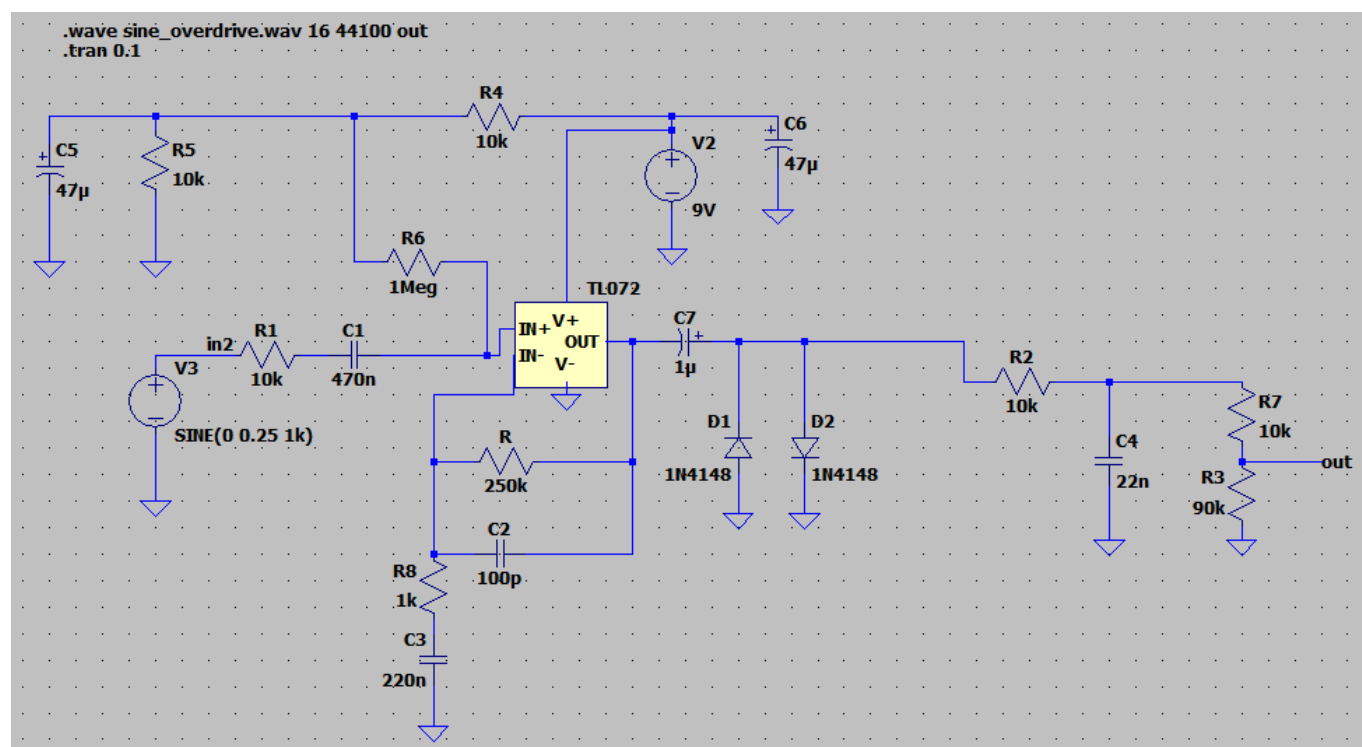 .wave sine_overdrive.wav 16 44100 out
.tran 0.1
R4
10k
C5
47µ
R5
10k
V2
9V
C6
47µ
R6
1Meg
TL072
IN+
V+
OUT
IN-
V-
C7
1µ
in2
R1
10k
C1
470n
V3
SINE(0 0.25 1k)
R2
10k
R7
10k
D1
1N4148
D2
1N4148
C4
22n
out
R3
90k
R
250k
C2
100p
R8
1k
C3
220n